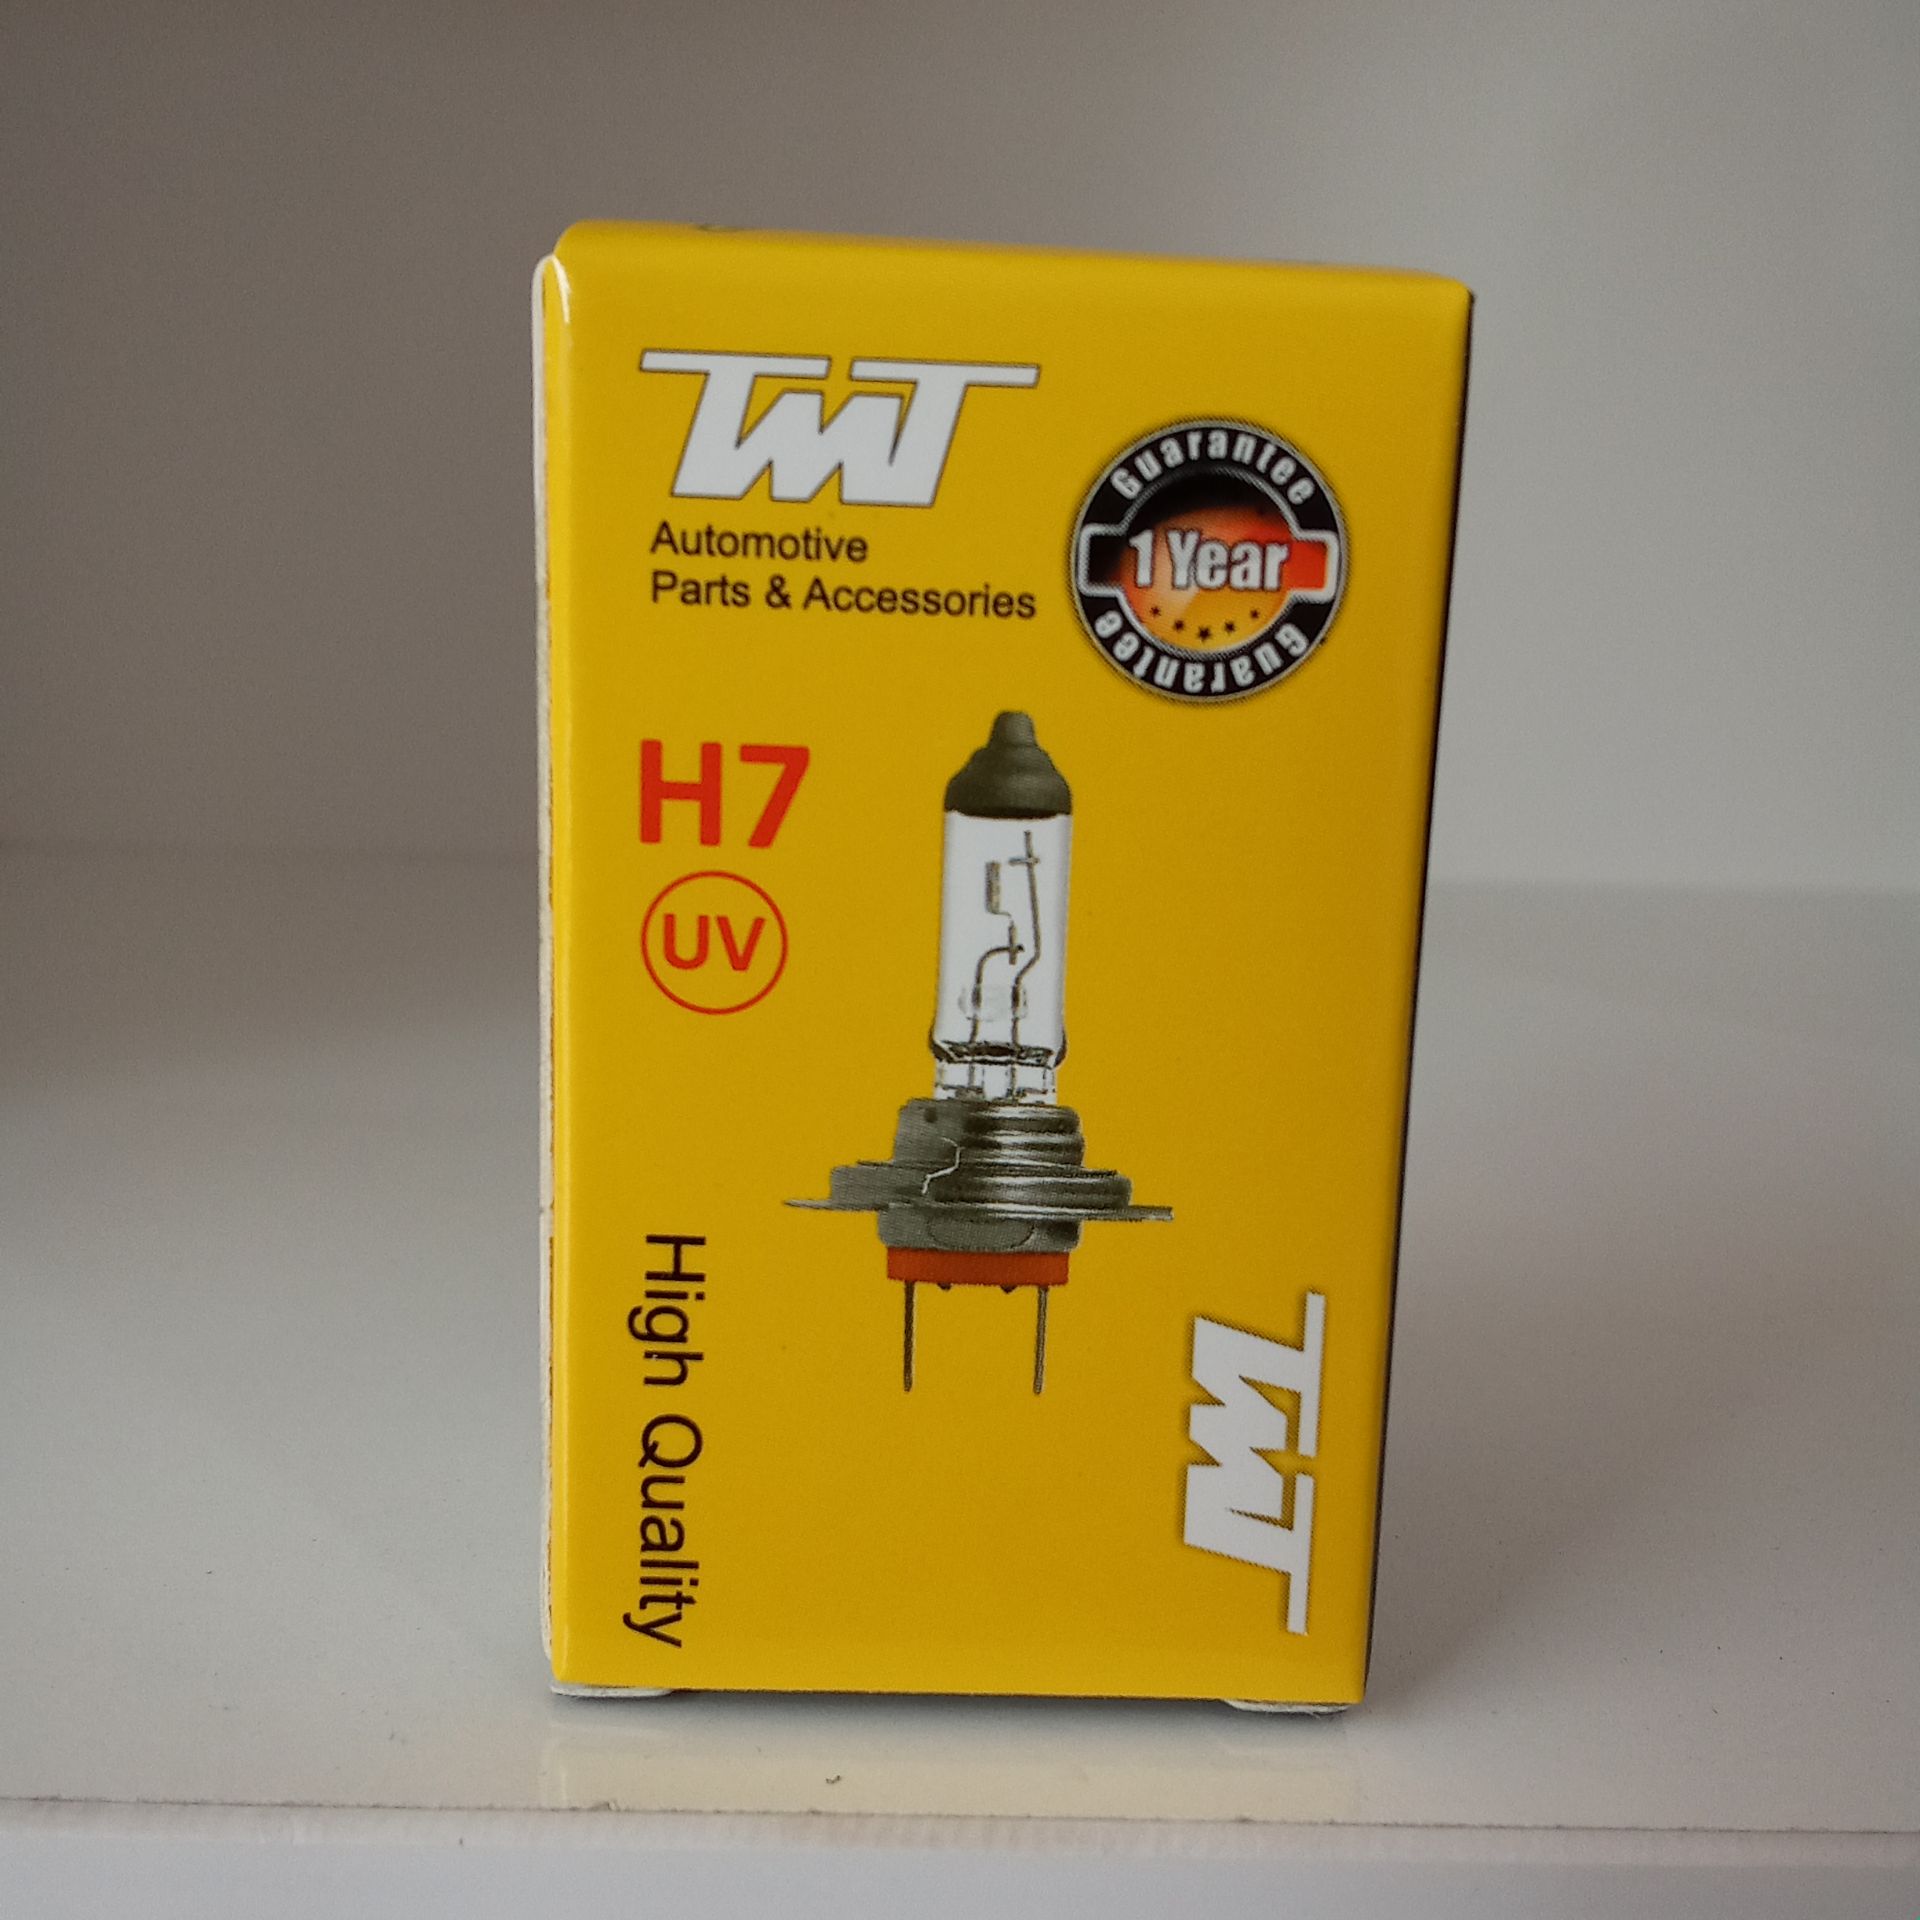 TMT
Automotive
Parts & Accessories
Guarantee
1 Year
Guarantee
H7
UV
High Quality
TMT